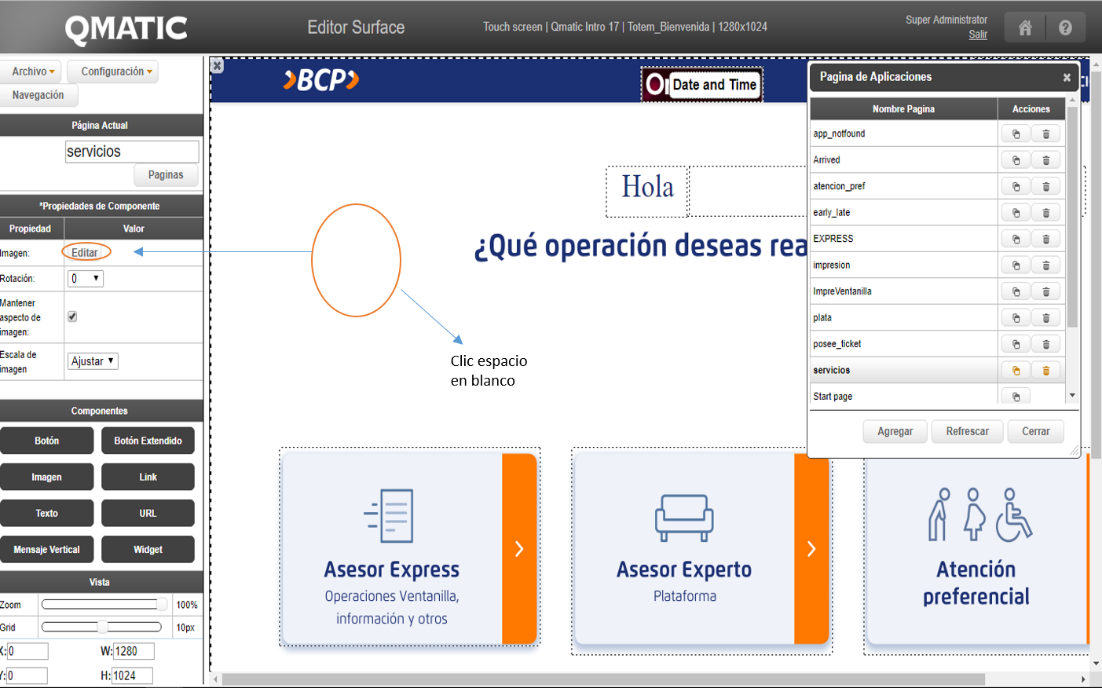 QMATIC
Editor Surface
Touch screen | Qmatic Intro 17 | Totem_Bienvenida | 1280x1024
Super Administrator
Salir
Archivo
Configuración
Navegación
Página Actual
servicios
Paginas
*Propiedades de Componente
Propiedad
Valor
Imagen:
Editar
Rotación:
0
Mantener
aspecto de
imagen:
Escala de
imagen
Ajustar
Componentes
Botón
Botón Extendido
Imagen
Link
Texto
URL
Mensaje Vertical
Widget
Vista
Zoom
100%
Grid
10px
X: 0
W: 1280
Y: 0
H: 1024
BCP
Date and Time
Hola
¿Qué operación deseas rea
Clic espacio
en blanco
Asesor Express
Operaciones Ventanilla,
información y otros
Asesor Experto
Plataforma
Atención
preferencial
Pagina de Aplicaciones
Nombre Pagina
Acciones
app_notfound
Arrived
atencion_pref
early_late
EXPRESS
impresion
ImpreVentanilla
plata
posee_ticket
servicios
Start page
Agregar
Refrescar
Cerrar